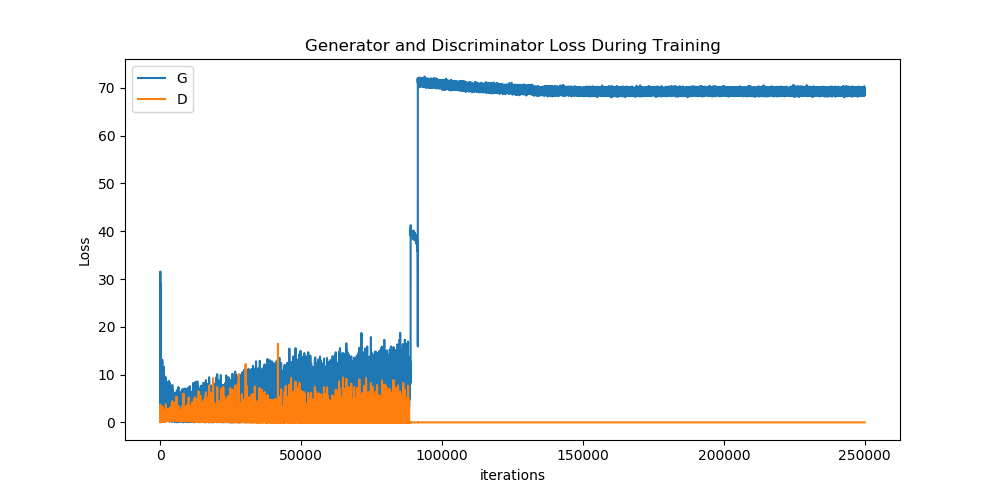 Generator and Discriminator Loss During Training
G
D
70
60
50
40
30
20
10
0
Loss
0 50000 100000 150000 200000 250000
iterations